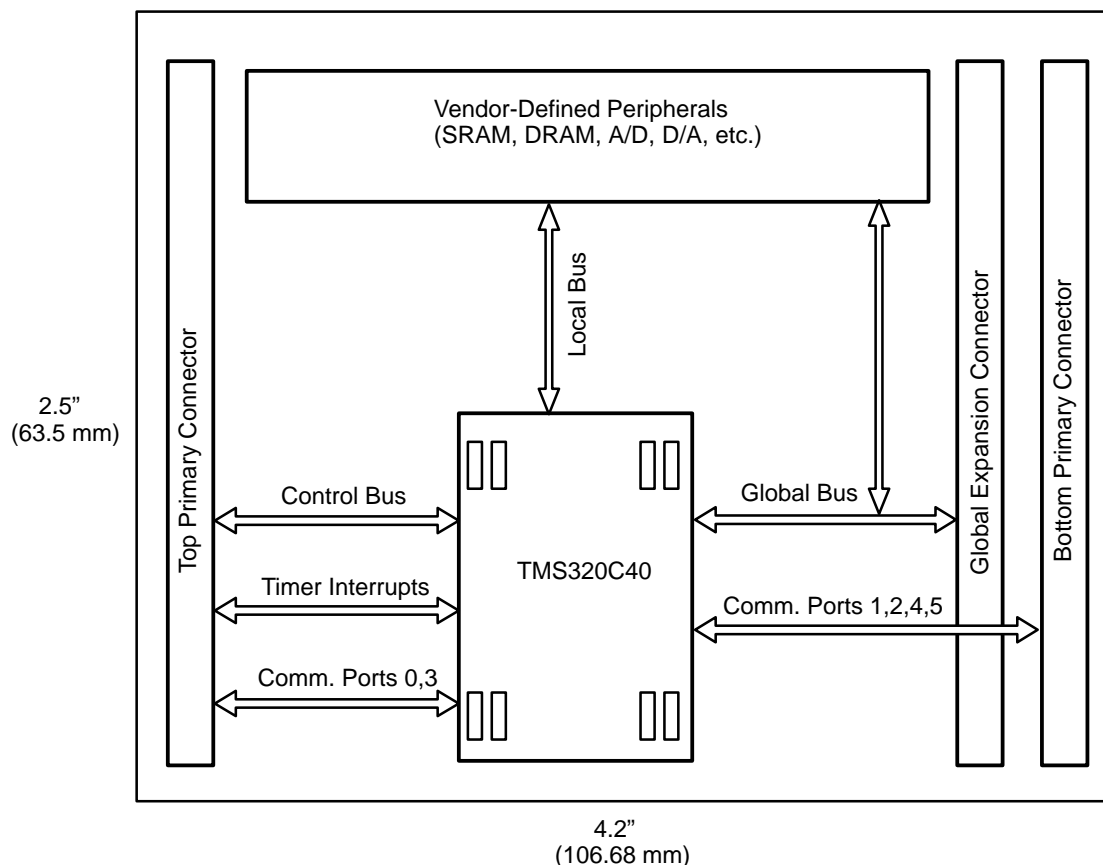 Vendor-Defined Peripherals
(SRAM, DRAM, A/D, D/A, etc.)
Local Bus
Top Primary Connector
Global Expansion Connector
Bottom Primary Connector
2.5”
(63.5 mm)
Control Bus
Global Bus
TMS320C40
Timer Interrupts
Comm. Ports 1,2,4,5
Comm. Ports 0,3
4.2”
(106.68 mm)